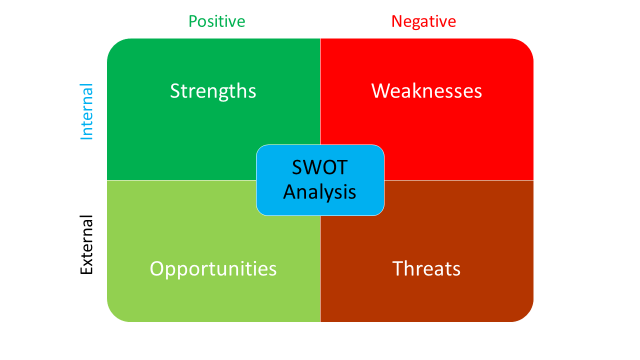 Positive
Negative
Internal
Strengths
Weaknesses
SWOT
Analysis
External
Opportunities
Threats